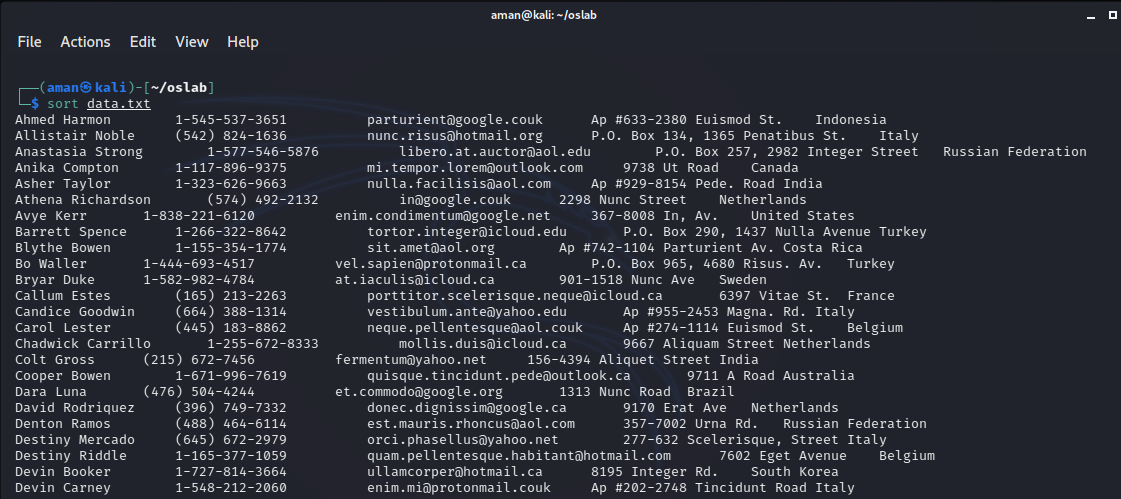 aman@kali: ~/oslab
File Actions Edit View Help
┌──(aman㉿kali)-[~/oslab]
└─$ sort data.txt
Ahmed Harmon 1-545-537-3651 parturient@google.couk Ap #633-2380 Euismod St. Indonesia
Allistair Noble (542) 824-1636 nunc.risus@hotmail.org P.O. Box 134, 1365 Penatibus St. Italy
Anastasia Strong 1-577-546-5876 libero.at.auctor@aol.edu P.O. Box 257, 2982 Integer Street Russian Federation
Anika Compton 1-117-896-9375 mi.tempor.lorem@outlook.com 9738 Ut Road Canada
Asher Taylor 1-323-626-9663 nulla.facilisis@aol.com Ap #929-8154 Pede. Road India
Athena Richardson (574) 492-2132 in@google.couk 2298 Nunc Street Netherlands
Avye Kerr 1-838-221-6120 enim.condimentum@google.net 367-8008 In, Av. United States
Barrett Spence 1-266-322-8642 tortor.integer@icloud.edu P.O. Box 290, 1437 Nulla Avenue Turkey
Blythe Bowen 1-155-354-1774 sit.amet@aol.org Ap #742-1104 Parturient Av. Costa Rica
Bo Waller 1-444-693-4517 vel.sapien@protonmail.ca P.O. Box 965, 4680 Risus. Av. Turkey
Bryar Duke 1-582-982-4784 at.iaculis@icloud.ca 901-1518 Nunc Ave Sweden
Callum Estes (165) 213-2263 porttitor.scelerisque.neque@icloud.ca 6397 Vitae St. France
Candice Goodwin (664) 388-1314 vestibulum.ante@yahoo.edu Ap #955-2453 Magna. Rd. Italy
Carol Lester (445) 183-8862 neque.pellentesque@aol.couk Ap #274-1114 Euismod St. Belgium
Chadwick Carrillo 1-255-672-8333 mollis.duis@icloud.ca 9667 Aliquam Street Netherlands
Colt Gross (215) 672-7456 fermentum@yahoo.net 156-4394 Aliquet Street India
Cooper Bowen 1-671-996-7619 quisque.tincidunt.pede@outlook.ca 9711 A Road Australia
Dara Luna (476) 504-4244 et.commodo@google.org 1313 Nunc Road Brazil
David Rodriquez (396) 749-7332 donec.dignissim@google.ca 9170 Erat Ave Netherlands
Denton Ramos (488) 464-6114 est.mauris.rhoncus@aol.com 357-7002 Urna Rd. Russian Federation
Destiny Mercado (645) 672-2979 orci.phasellus@yahoo.net 277-632 Scelerisque, Street Italy
Destiny Riddle 1-165-377-1059 quam.pellentesque.habitant@hotmail.com 7602 Eget Avenue Belgium
Devin Booker 1-727-814-3664 ullamcorper@hotmail.ca 8195 Integer Rd. South Korea
Devin Carney 1-548-212-2060 enim.mi@protonmail.couk Ap #202-2748 Tincidunt Road Italy